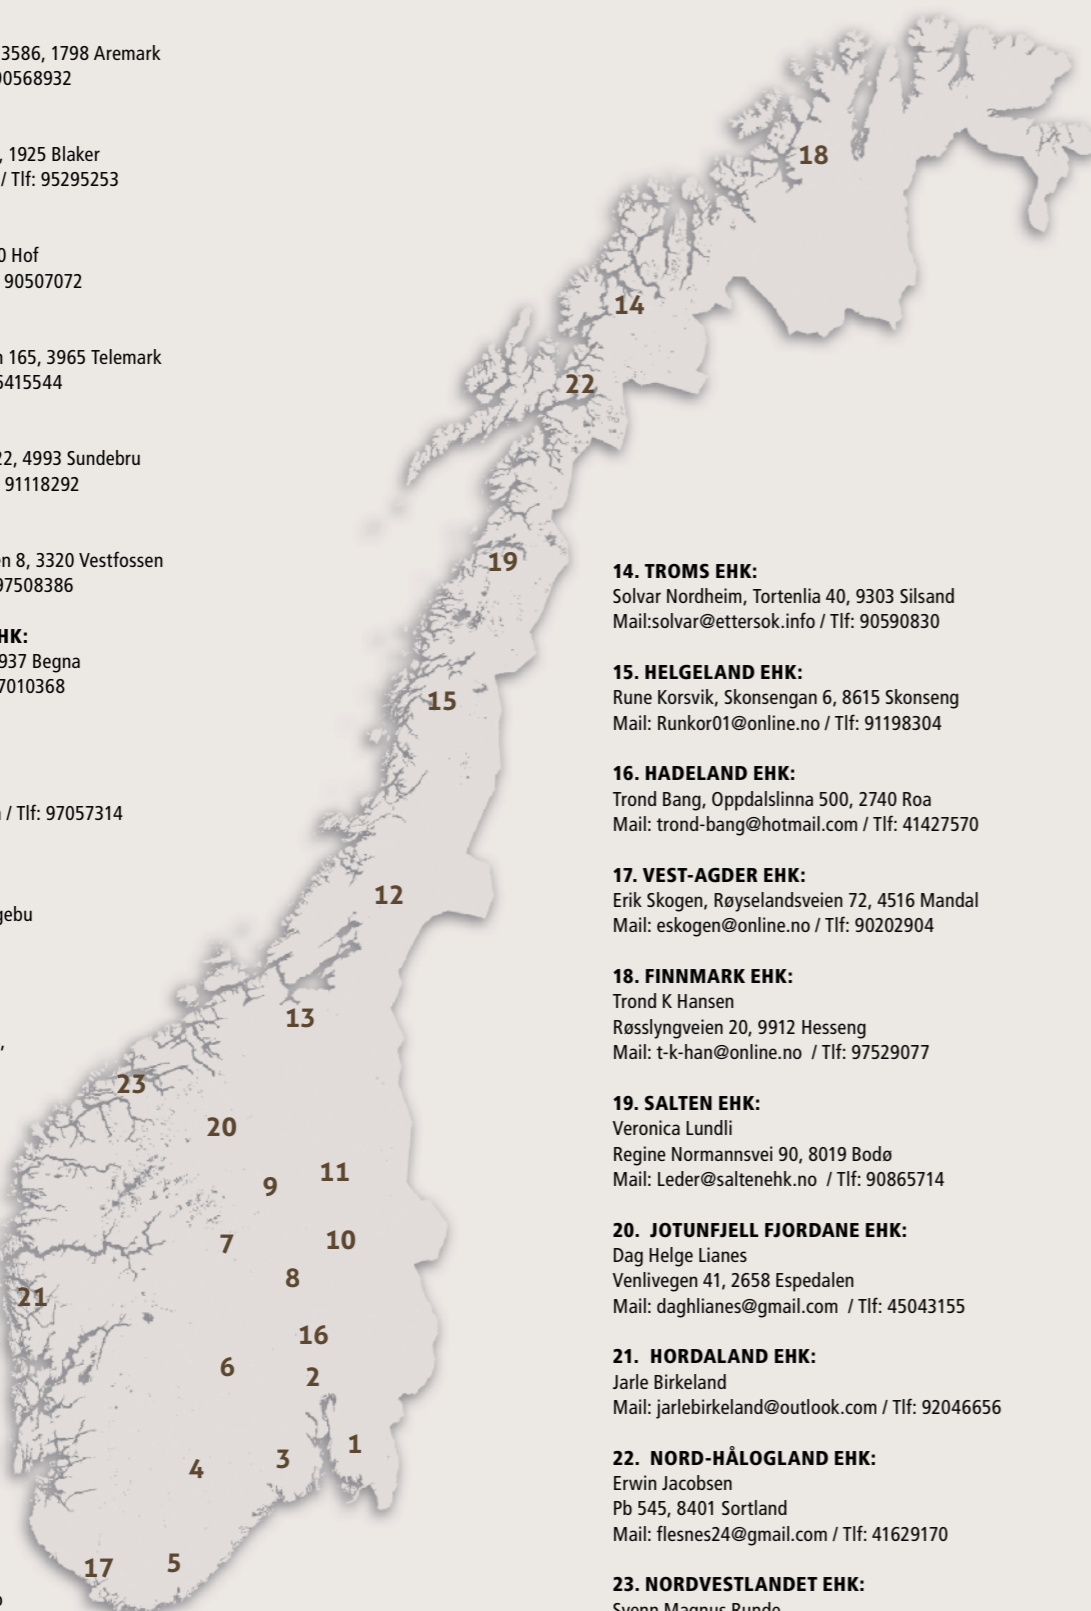 3586, 1798 Aremark
90568932
, 1925 Blaker
/ Tlf: 95295253
0 Hof
90507072
165, 3965 Telemark
6415544
22, 4993 Sundebru
91118292
en 8, 3320 Vestfossen
97508386
EHK:
937 Begna
7010368
/ Tlf: 97057314
gebu
,
18
14
22
19
15
12
13
23
20
11
9
7
10
8
21
16
6
2
1
3
4
17
5
14. TROMS EHK:
Solvar Nordheim, Tortenlia 40, 9303 Silsand
Mail:solvar@ettersok.info / Tlf: 90590830
15. HELGELAND EHK:
Rune Korsvik, Skonsengan 6, 8615 Skonseng
Mail: Runkor01@online.no / Tlf: 91198304
16. HADELAND EHK:
Trond Bang, Oppdalslinna 500, 2740 Roa
Mail: trond-bang@hotmail.com / Tlf: 41427570
17. VEST-AGDER EHK:
Erik Skogen, Røyselandsveien 72, 4516 Mandal
Mail: eskogen@online.no / Tlf: 90202904
18. FINNMARK EHK:
Trond K Hansen
Røsslyngveien 20, 9912 Hesseng
Mail: t-k-han@online.no / Tlf: 97529077
19. SALTEN EHK:
Veronica Lundli
Regine Normannsvei 90, 8019 Bodø
Mail: Leder@saltenehk.no / Tlf: 90865714
20. JOTUNFJELL FJORDANE EHK:
Dag Helge Lianes
Venlivegen 41, 2658 Espedalen
Mail: daghlianes@gmail.com / Tlf: 45043155
21. HORDALAND EHK:
Jarle Birkeland
Mail: jarlebirkeland@outlook.com / Tlf: 92046656
22. NORD-HÅLOGLAND EHK:
Erwin Jacobsen
Pb 545, 8401 Sortland
Mail: flesnes24@gmail.com / Tlf: 41629170
23. NORDVESTLANDET EHK:
Svenn Magnus Runde